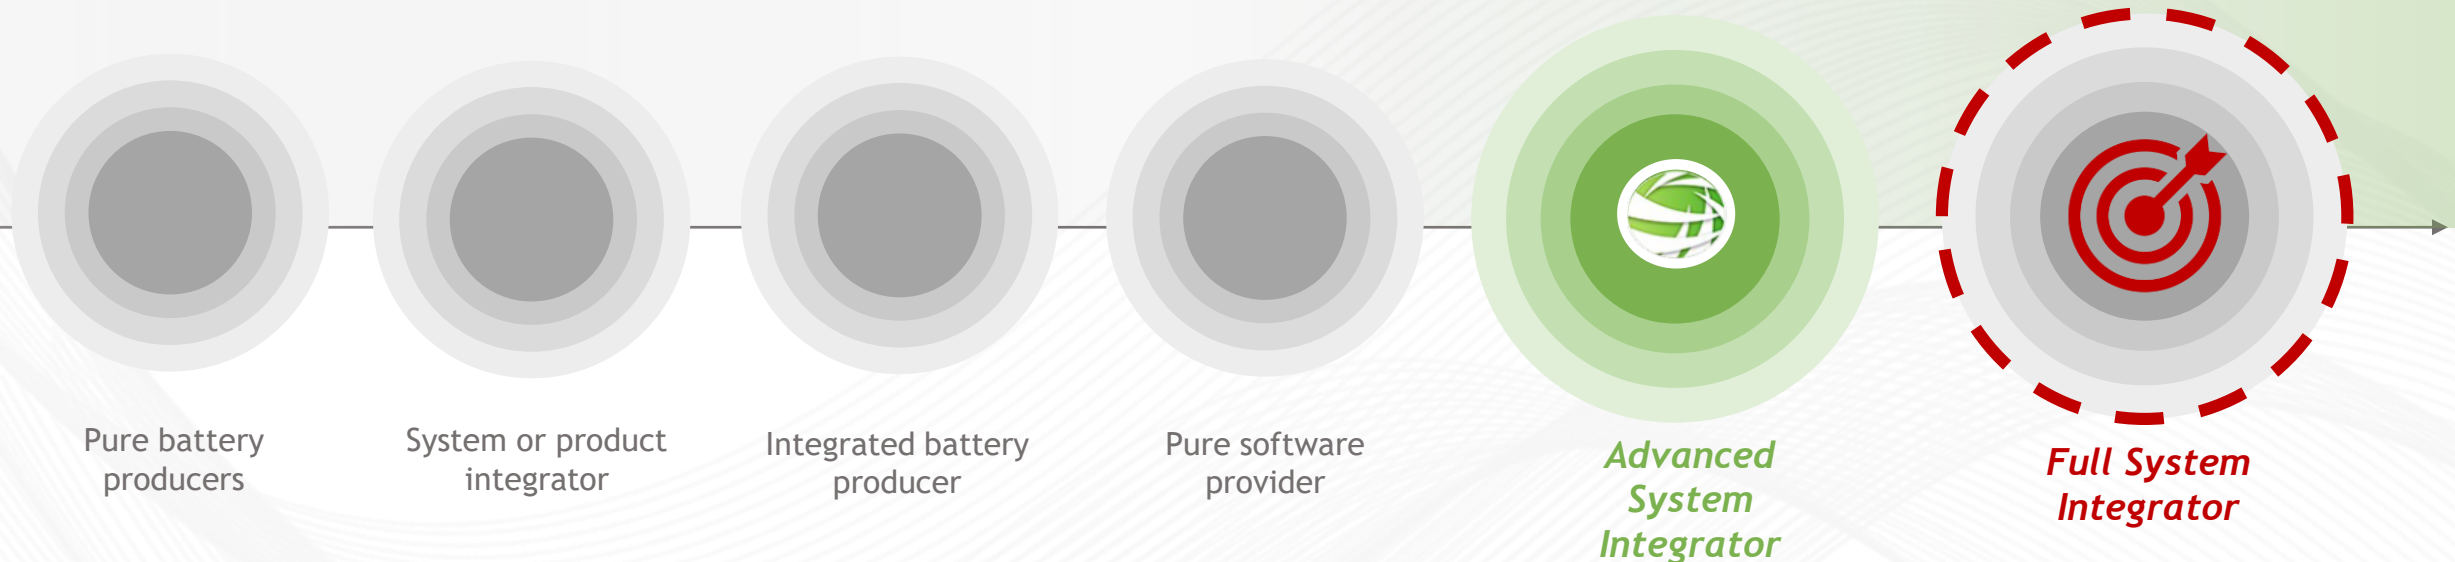 Pure battery
producers
System or product
integrator
Integrated battery
producer
Pure software
provider
Advanced
System
Integrator
Full System
Integrator